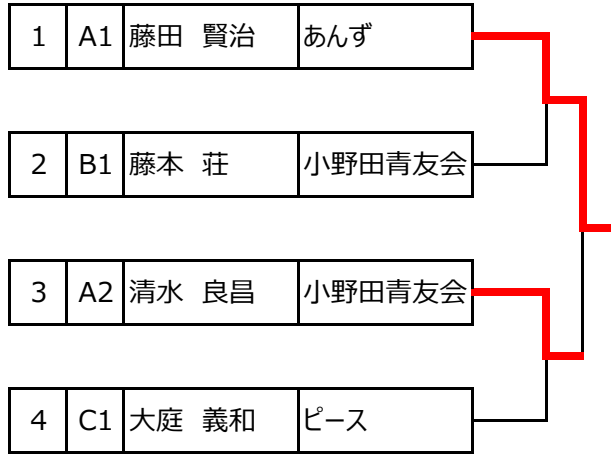 1 A1 藤田 賢治 あんず
2 B1 藤本 荘 小野田青友会
3 A2 清水 良昌 小野田青友会
4 C1 大庭 義和 ピース